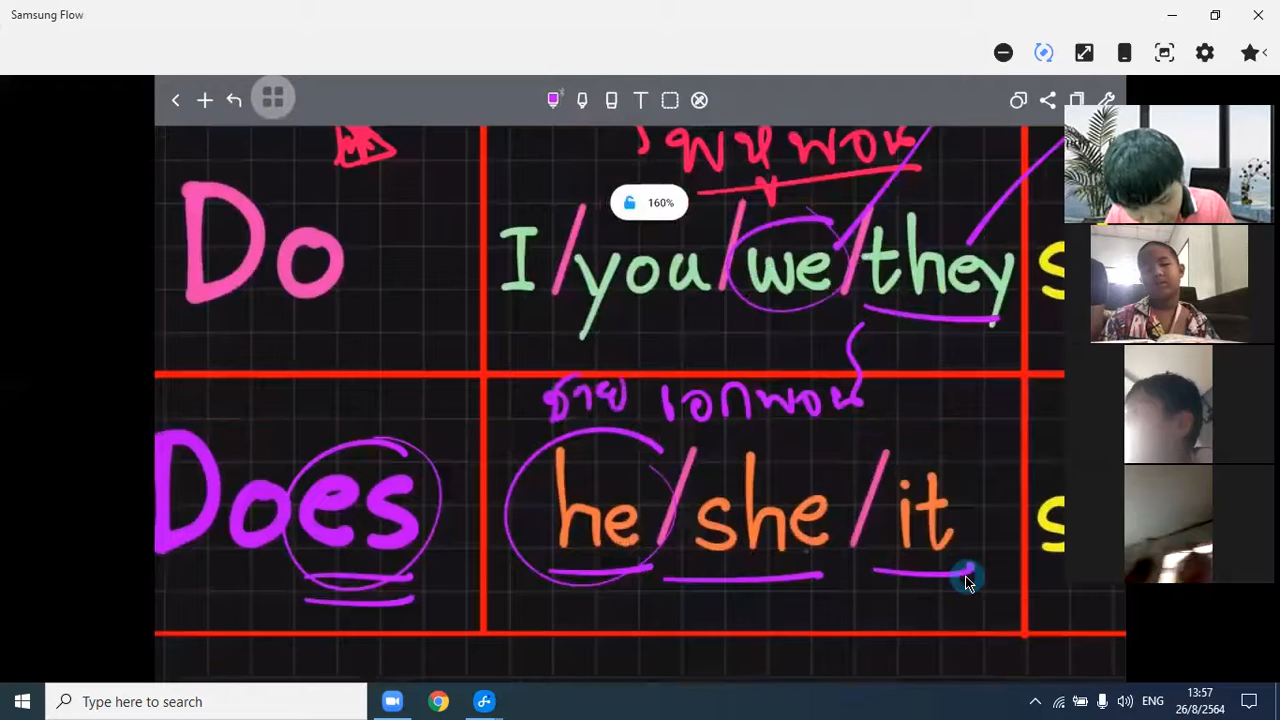 Samsung Flow
พหูพจน์
160%
Do
I/you/we/they
s
ชาย เอกพจน์
Does
he/she/it
s
Type here to search
ENG
13:57
26/8/2564